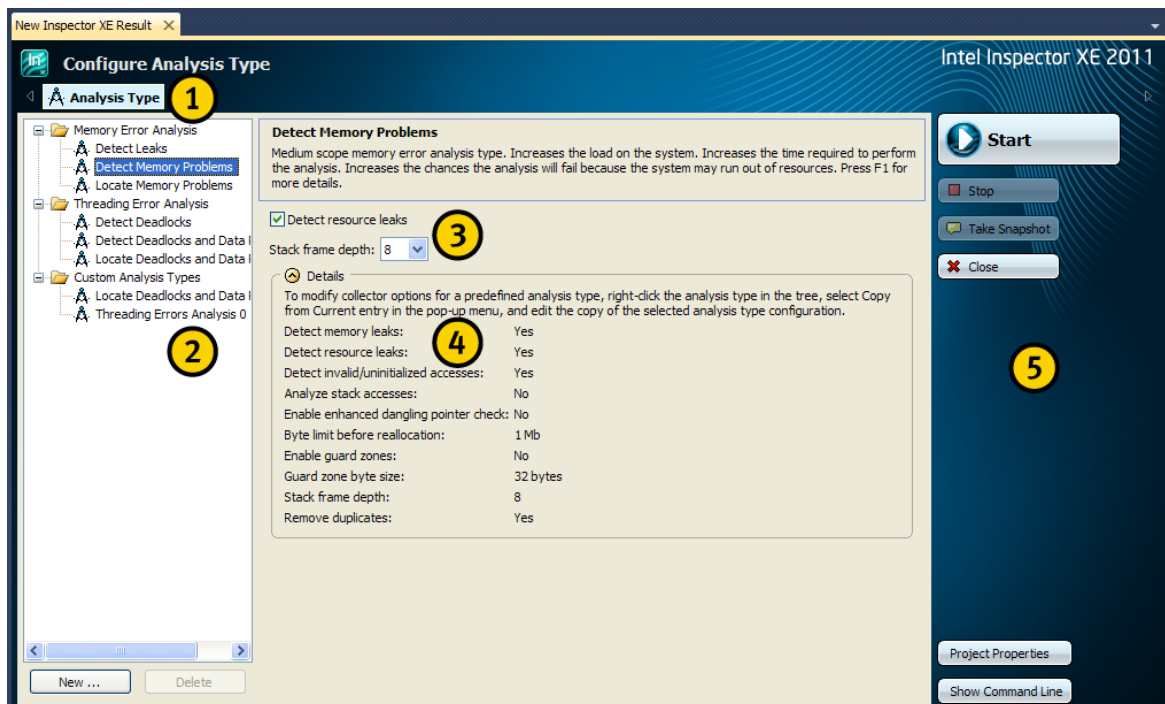 New Inspector XE Result
Configure Analysis Type
Intel Inspector XE 2011
Analysis Type
1
Memory Error Analysis
Detect Leaks
Detect Memory Problems
Locate Memory Problems
Threading Error Analysis
Detect Deadlocks
Detect Deadlocks and Data
Locate Deadlocks and Data
Custom Analysis Types
Locate Deadlocks and Data
Threading Errors Analysis 0
2
New ...
Delete
Detect Memory Problems
Medium scope memory error analysis type. Increases the load on the system. Increases the time required to perform
the analysis. Increases the chances the analysis will fail because the system may run out of resources. Press F1 for
more details.
Detect resource leaks
Stack frame depth: 8
3
Details
To modify collector options for a predefined analysis type, right-click the analysis type in the tree, select Copy
from Current entry in the pop-up menu, and edit the copy of the selected analysis type configuration.
Detect memory leaks: Yes
Detect resource leaks: Yes
4
Detect invalid/uninitialized accesses: Yes
Analyze stack accesses: No
Enable enhanced dangling pointer check: No
Byte limit before reallocation: 1 Mb
Enable guard zones: No
Guard zone byte size: 32 bytes
Stack frame depth: 8
Remove duplicates: Yes
Start
Stop
Take Snapshot
Close
5
Project Properties
Show Command Line